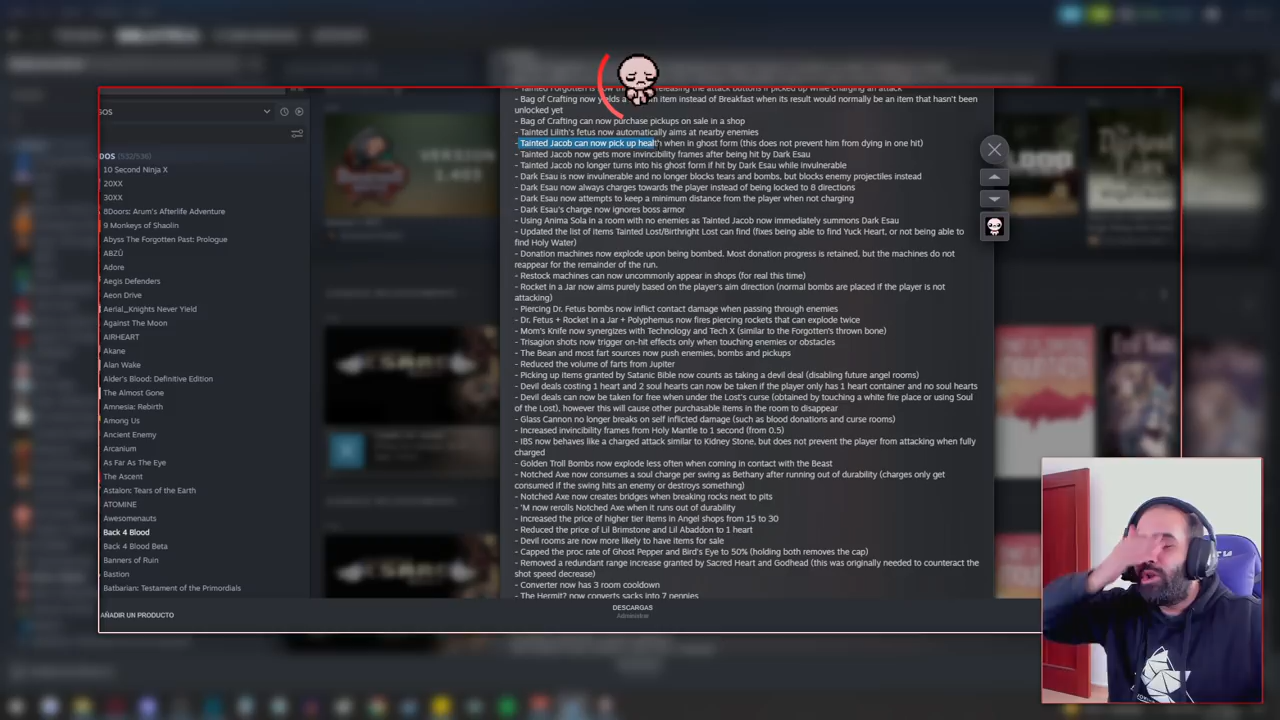 OS
DOS (532/536)
10 Second Ninja X
20XX
30XX
8Doors: Arum's Afterlife Adventure
9 Monkeys of Shaolin
Abyss The Forgotten Past: Prologue
ABZÛ
Adore
Aegis Defenders
Aeon Drive
Aerial_Knights Never Yield
Against The Moon
AIRHEART
Akane
Alan Wake
Alder's Blood: Definitive Edition
The Almost Gone
Amnesia: Rebirth
Among Us
Ancient Enemy
Arcanium
As Far As The Eye
The Ascent
Astalon: Tears of the Earth
ATOMINE
Awesomenauts
Back 4 Blood
Back 4 Blood Beta
Banners of Ruin
Bastion
Batbarian: Testament of the Primordials
AÑADIR UN PRODUCTO
releasing the attack buttons if picked up while charging an attack
- Bag of Crafting now yields a item instead of Breakfast when its result would normally be an item that hasn't been
unlocked yet
- Bag of Crafting can now purchase pickups on sale in a shop
- Tainted Lilith's fetus now automatically aims at nearby enemies
- Tainted Jacob can now pick up health when in ghost form (this does not prevent him from dying in one hit)
- Tainted Jacob now gets more invincibility frames after being hit by Dark Esau
- Tainted Jacob no longer turns into his ghost form if hit by Dark Esau while invulnerable
- Dark Esau is now invulnerable and no longer blocks tears and bombs, but blocks enemy projectiles instead
- Dark Esau now always charges towards the player instead of being locked to 8 directions
- Dark Esau now attempts to keep a minimum distance from the player when not charging
- Dark Esau's charge now ignores boss armor
- Using Anima Sola in a room with no enemies as Tainted Jacob now immediately summons Dark Esau
- Updated the list of items Tainted Lost/Birthright Lost can find (fixes being able to find Yuck Heart, or not being able to
find Holy Water)
- Donation machines now explode upon being bombed. Most donation progress is retained, but the machines do not
reappear for the remainder of the run.
- Restock machines can now uncommonly appear in shops (for real this time)
- Rocket in a Jar now aims purely based on the player's aim direction (normal bombs are placed if the player is not
attacking)
- Piercing Dr. Fetus bombs now inflict contact damage when passing through enemies
- Dr. Fetus + Rocket in a Jar + Polyphemus now fires piercing rockets that can explode twice
- Mom's Knife now synergizes with Technology and Tech X (similar to the Forgotten's thrown bone)
- Trisagion shots now trigger on-hit effects only when touching enemies or obstacles
- The Bean and most fart sources now push enemies, bombs and pickups
- Reduced the volume of farts from Jupiter
- Picking up items granted by Satanic Bible now counts as taking a devil deal (disabling future angel rooms)
- Devil deals costing 1 heart and 2 soul hearts can now be taken if the player only has 1 heart container and no soul hearts
- Devil deals can now be taken for free when under the Lost's curse (obtained by touching a white fire place or using Soul
of the Lost), however this will cause other purchasable items in the room to disappear
- Glass Cannon no longer breaks on self inflicted damage (such as blood donations and curse rooms)
- Increased invincibility frames from Holy Mantle to 1 second (from 0.5)
- IBS now behaves like a charged attack similar to Kidney Stone, but does not prevent the player from attacking when fully
charged
- Golden Troll Bombs now explode less often when coming in contact with the Beast
- Notched Axe now consumes a soul charge per swing as Bethany after running out of durability (charges only get
consumed if the swing hits an enemy or destroys something)
- Notched Axe now creates bridges when breaking rocks next to pits
- 'M now rerolls Notched Axe when it runs out of durability
- Increased the price of higher tier items in Angel shops from 15 to 30
- Reduced the price of Lil Brimstone and Lil Abaddon to 1 heart
- Devil rooms are now more likely to have items for sale
- Capped the proc rate of Ghost Pepper and Bird's Eye to 50% (holding both removes the cap)
- Removed a redundant range increase granted by Sacred Heart and Godhead (this was originally needed to counteract the
shot speed decrease)
- Converter now has 3 room cooldown
- The Hermit? now converts sacks into 7 pennies
DESCARGAS
Administrar